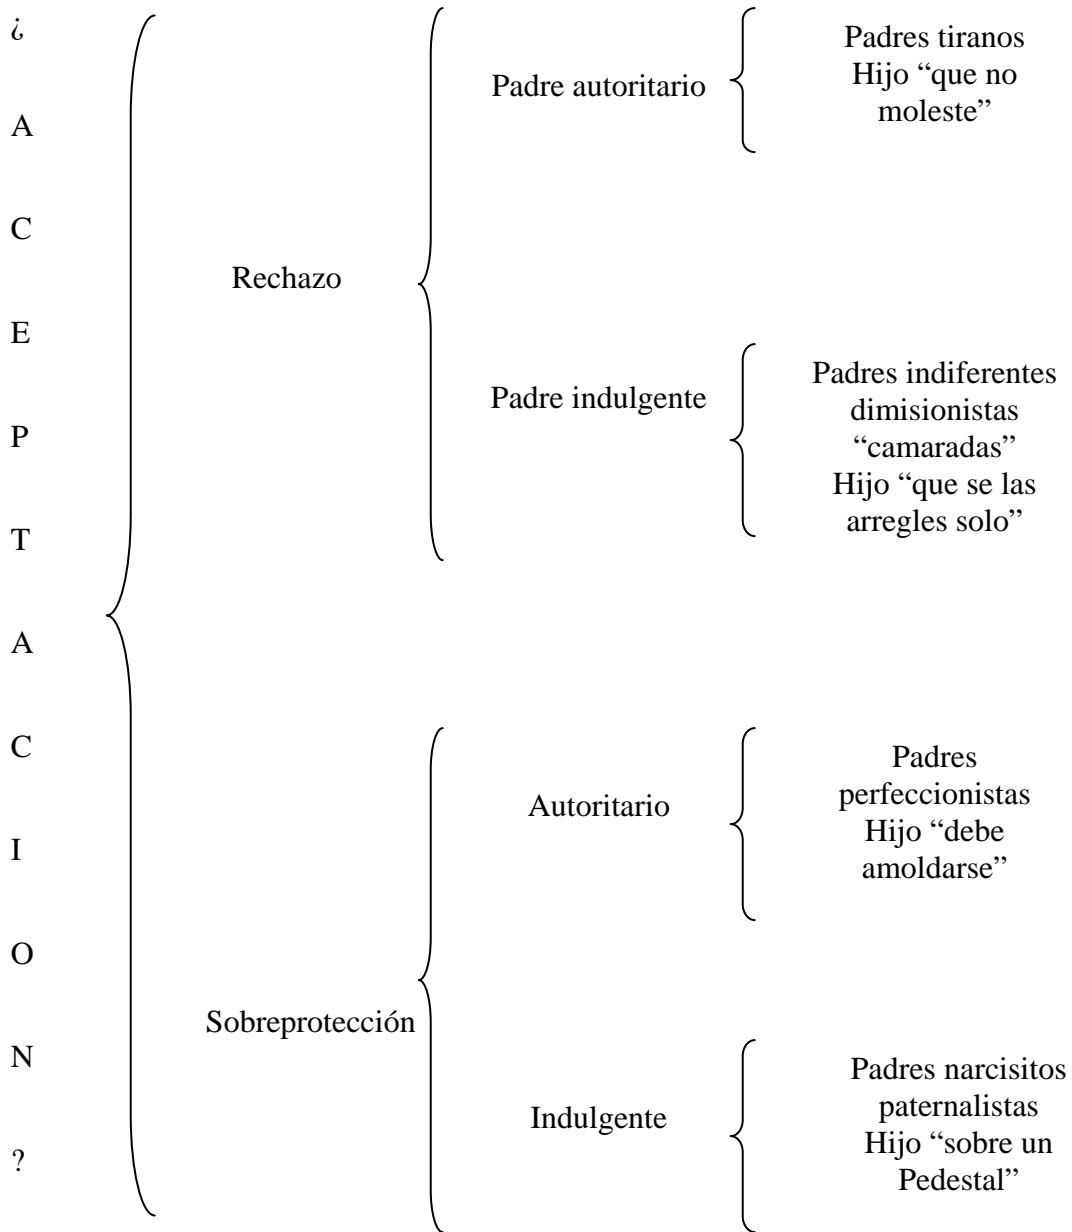 ¿
A
C
E
P
T
A
C
I
O
N
?
Rechazo
Padre autoritario
Padres tiranos
Hijo “que no
moleste”
Padre indulgente
Padres indiferentes
dimisionistas
“camaradas”
Hijo “que se las
arregles solo”
Sobreprotección
Autoritario
Padres
perfeccionistas
Hijo “debe
amoldarse”
Indulgente
Padres narcisitos
paternalistas
Hijo “sobre un
Pedestal”